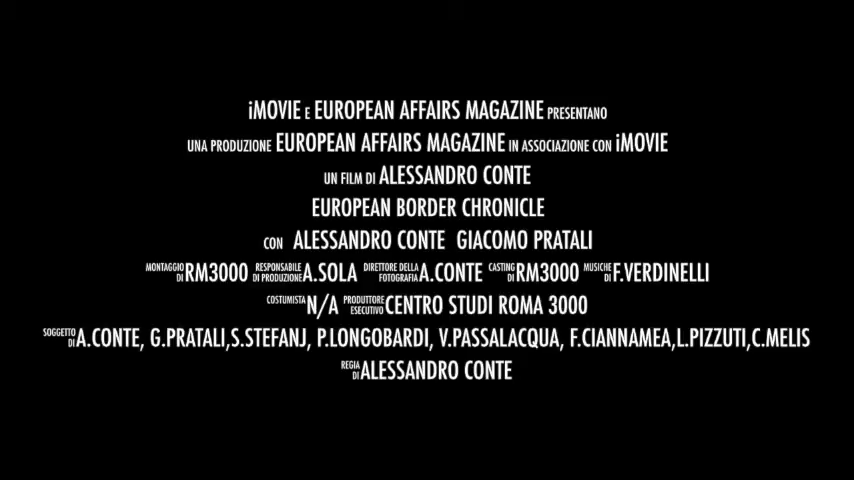 iMOVIE E EUROPEAN AFFAIRS MAGAZINE PRESENTANO
UNA PRODUZIONE EUROPEAN AFFAIRS MAGAZINE IN ASSOCIAZIONE CON iMOVIE
UN FILM DI ALESSANDRO CONTE
EUROPEAN BORDER CHRONICLE
CON ALESSANDRO CONTE GIACOMO PRATALI
MONTAGGIO DI RM3000 RESPONSABILE DI PRODUZIONE A.SOLA DIRETTORE DELLA FOTOGRAFIA A.CONTE CASTING DI RM3000 MUSICHE DI F.VERDINELLI
COSTUMISTA N/A PRODUTTORE ESECUTIVO CENTRO STUDI ROMA 3000
SOGGETTO DI A.CONTE, G.PRATALI,S.STEFANJ, P.LONGOBARDI, V.PASSALACQUA, F.CIANNAMEA,L.PIZZUTI,C.MELIS
REGIA DI ALESSANDRO CONTE